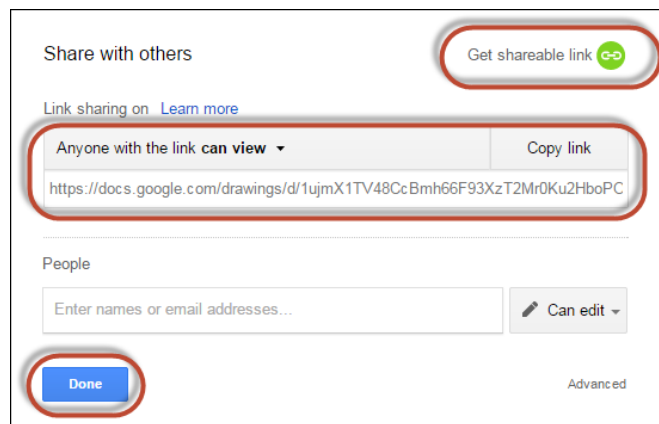 Share with others
Get shareable link
Link sharing on Learn more
Anyone with the link can view
Copy link
https://docs.google.com/drawings/d/1ujmX1TV48CcBmh66F93XzT2Mr0Ku2HboPC
People
Enter names or email addresses...
Can edit
Done
Advanced